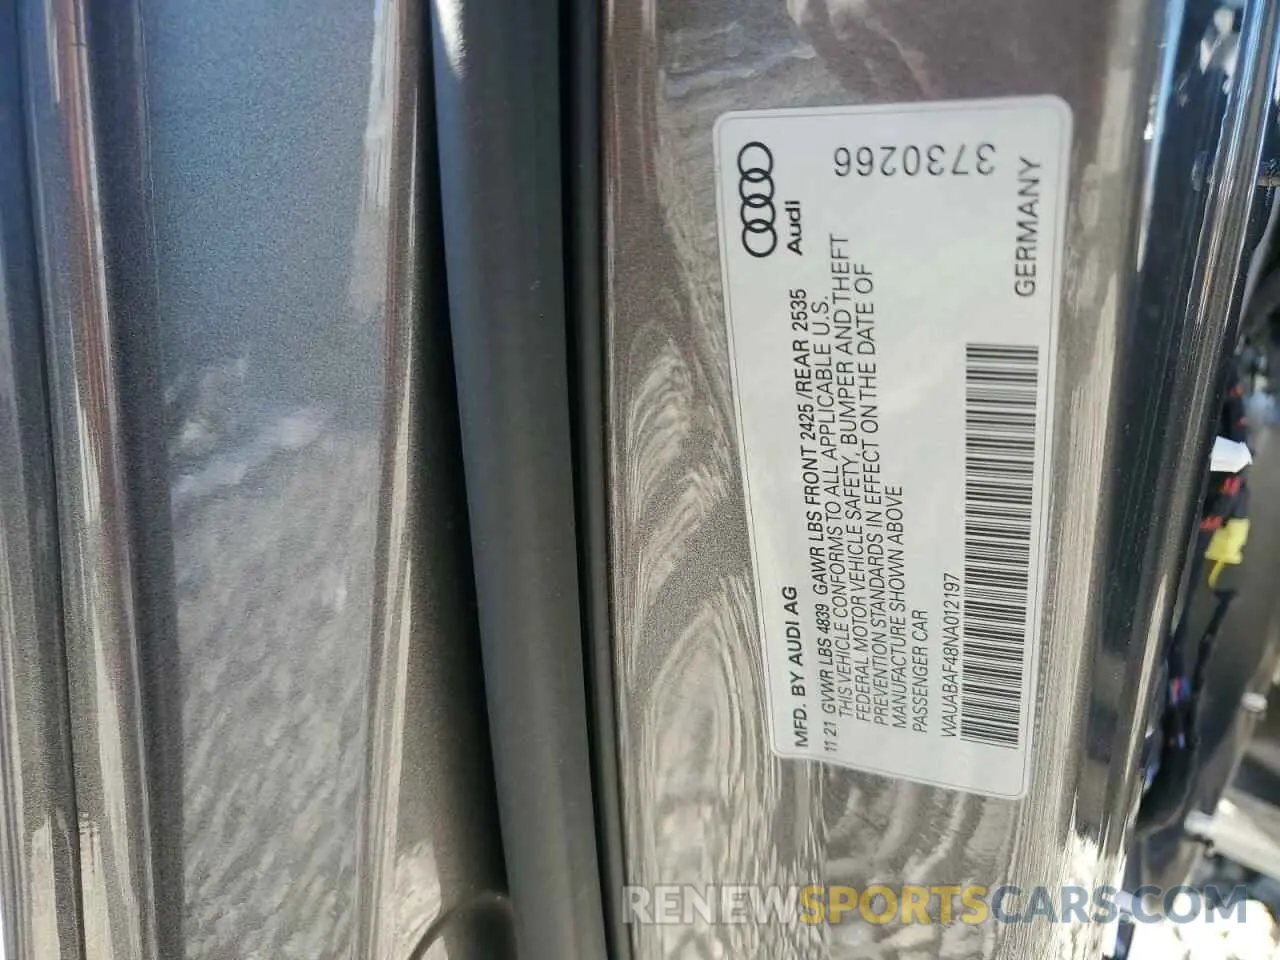 Audi
3730266
MFD. BY AUDI AG
11 21 GVWR LBS 4839 GAWR LBS FRONT 2425 /REAR 2535
THIS VEHICLE CONFORMS TO ALL APPLICABLE U.S.
FEDERAL MOTOR VEHICLE SAFETY, BUMPER AND THEFT
PREVENTION STANDARDS IN EFFECT ON THE DATE OF
MANUFACTURE SHOWN ABOVE
PASSENGER CAR
WAUABAF48NA012197
GERMANY
RENEWSPORTSCARS.COM